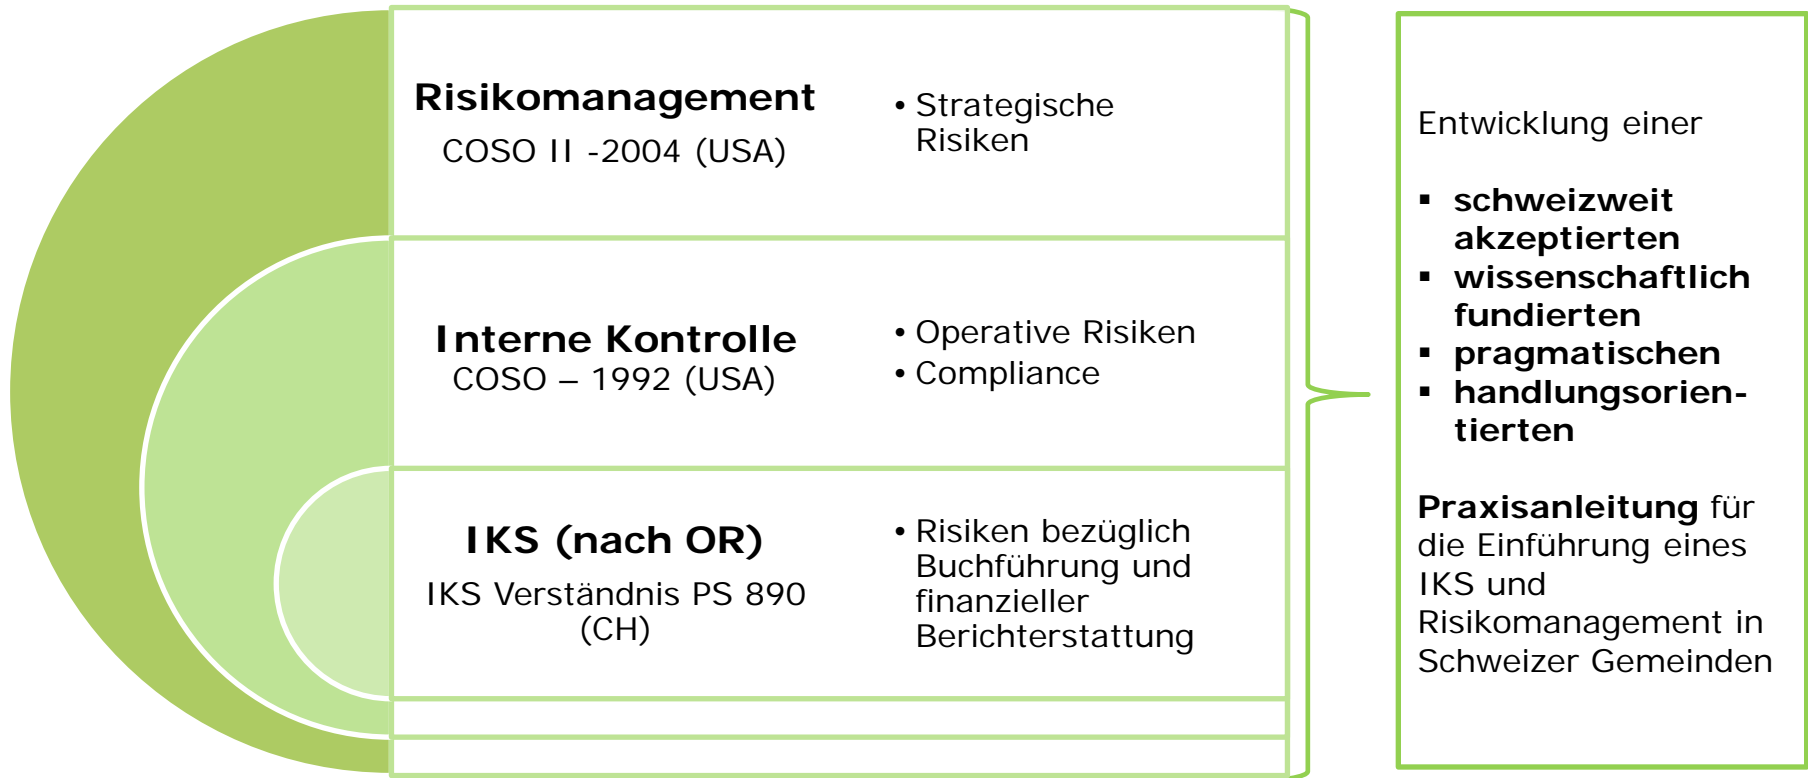 Risikomanagement
COSO II -2004 (USA)
• Strategische
Risiken
Interne Kontrolle
COSO – 1992 (USA)
• Operative Risiken
• Compliance
IKS (nach OR)
IKS Verständnis PS 890
(CH)
• Risiken bezüglich
Buchführung und
finanzieller
Berichterstattung
Entwicklung einer
▪ schweizweit
akzeptierten
▪ wissenschaftlich
fundierten
▪ pragmatischen
▪ handlungsorien-
tierten
Praxisanleitung für
die Einführung eines
IKS und
Risikomanagement in
Schweizer Gemeinden